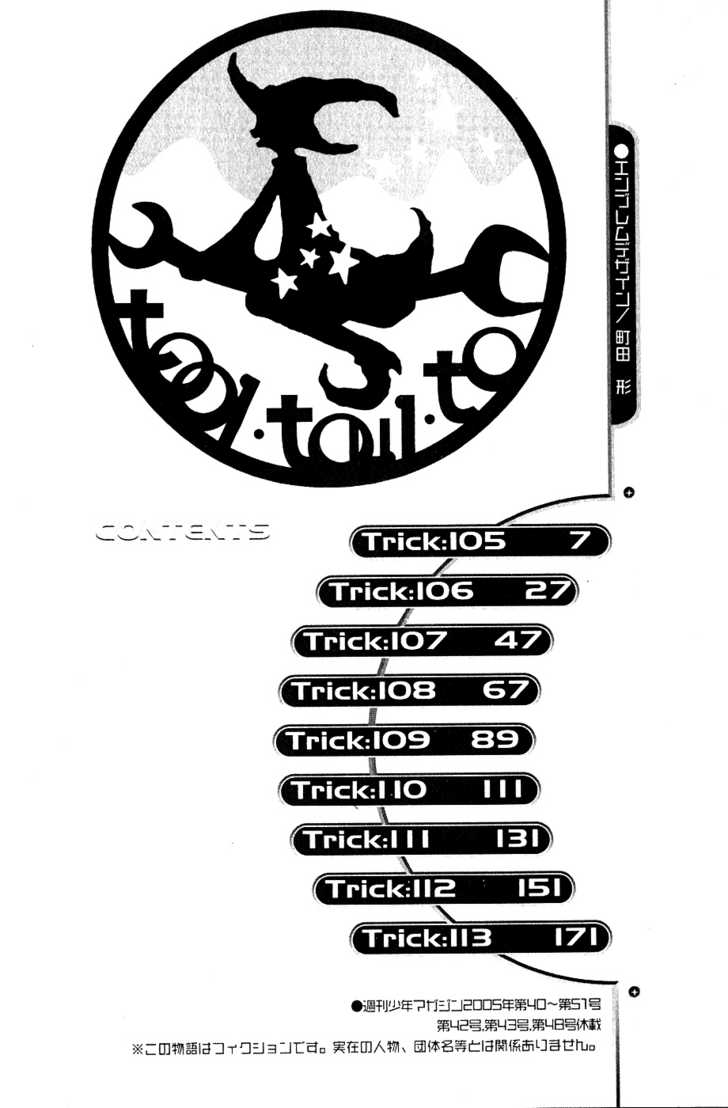 tool·toul·to
●エンブレムデザイン/町田 形
CONTENTS
Trick:105 7
Trick:106 27
Trick:107 47
Trick:108 67
Trick:109 89
Trick:110 111
Trick:111 131
Trick:112 151
Trick:113 171
●週刊少年マガジン2005年第40~第51号
第42号,第43号,第48号休載
※この物語はフィクションです。実在の人物、団体名等とは関係ありません。